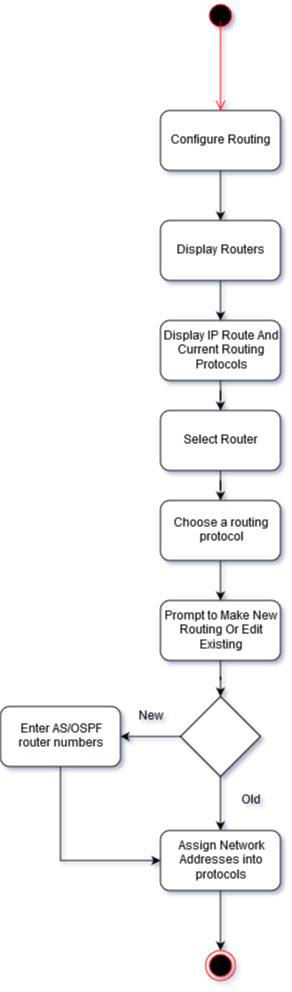 Configure Routing
Display Routers
Display IP Route And
Current Routing
Protocols
Select Router
Choose a routing
protocol
Prompt to Make New
Routing Or Edit
Existing
New
Enter AS/OSPF
router numbers
Old
Assign Network
Addresses into
protocols